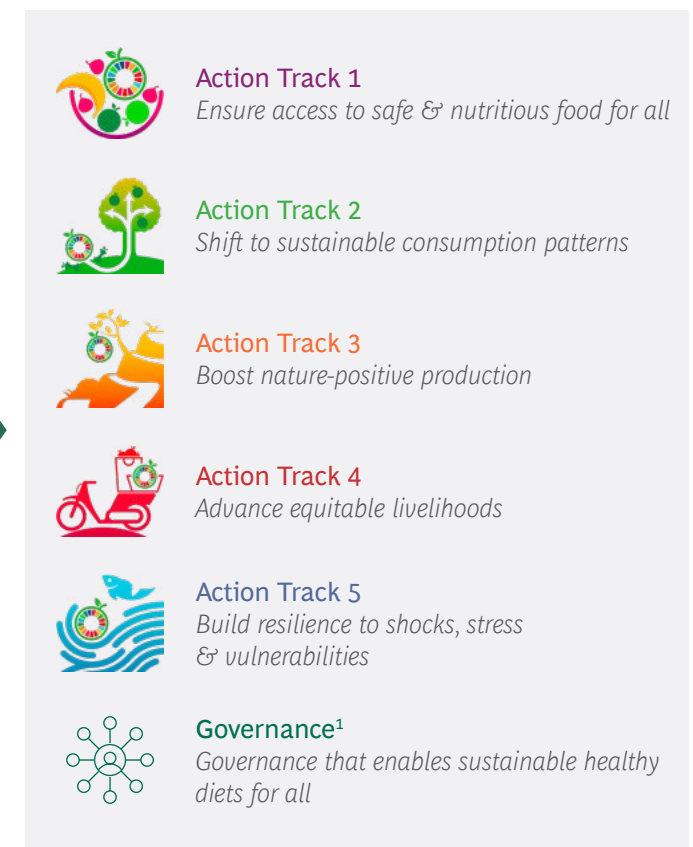 Action Track 1
Ensure access to safe & nutritious food for all
Action Track 2
Shift to sustainable consumption patterns
Action Track 3
Boost nature-positive production
Action Track 4
Advance equitable livelihoods
Action Track 5
Build resilience to shocks, stress
& vulnerabilities
Governance¹
Governance that enables sustainable healthy
diets for all